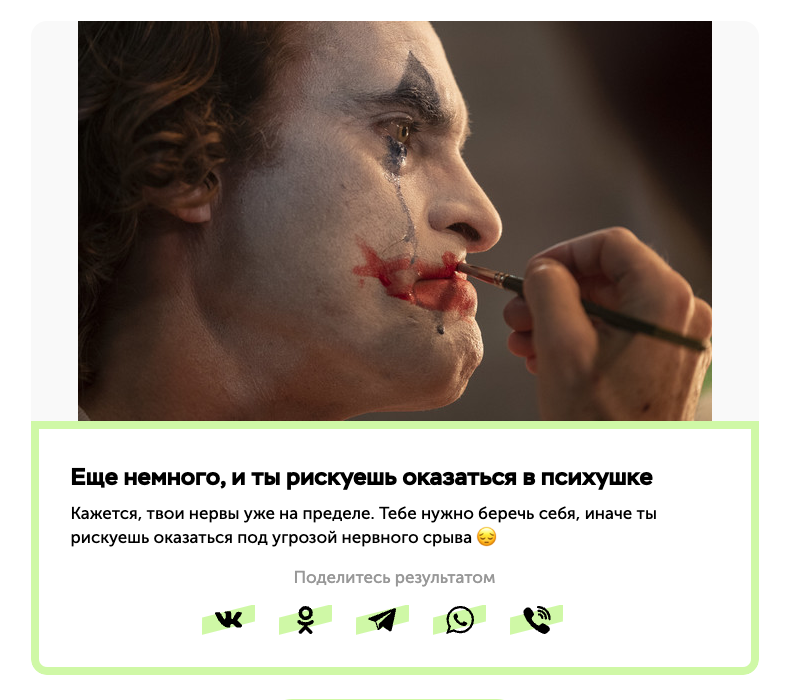 Еще немного, и ты рискуешь оказаться в психушке
Кажется, твои нервы уже на пределе. Тебе нужно беречь себя, иначе ты
рискуешь оказаться под угрозой нервного срыва 😔
Поделитесь результатом